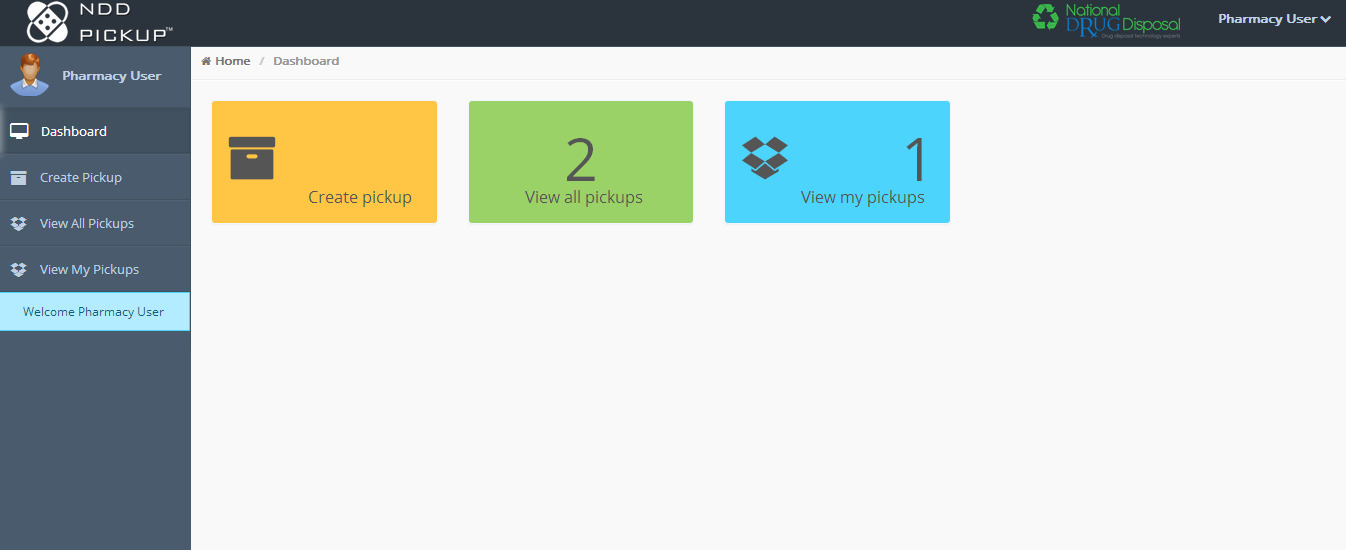 NDD
PICKUP™
National
DRUG Disposal
Drug disposal technology experts
Pharmacy User
Pharmacy User
Home / Dashboard
Dashboard
Create Pickup
View All Pickups
View My Pickups
Welcome Pharmacy User
Create pickup
2
View all pickups
1
View my pickups